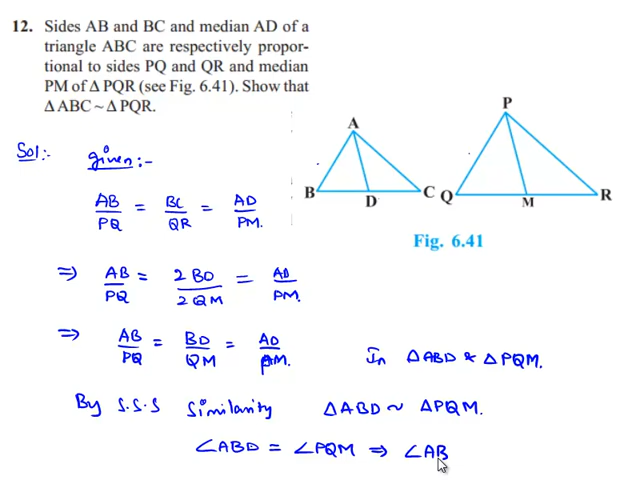 12. Sides AB and BC and median AD of a
triangle ABC are respectively propor-
tional to sides PQ and QR and median
PM of Δ PQR (see Fig. 6.41). Show that
Δ ABC ~ Δ PQR.
A
P
B
D
C
Q
M
R
Fig. 6.41
Sol:-
given:-
AB/PQ = BC/QR = AD/PM.
⇒ AB/PQ = 2BD/2QM = AD/PM.
⇒ AB/PQ = BD/QM = AD/PM.
In ΔABD & ΔPQM.
By S.S.S similarity ΔABD ~ ΔPQM.
∠ABD = ∠PQM ⇒ ∠AB